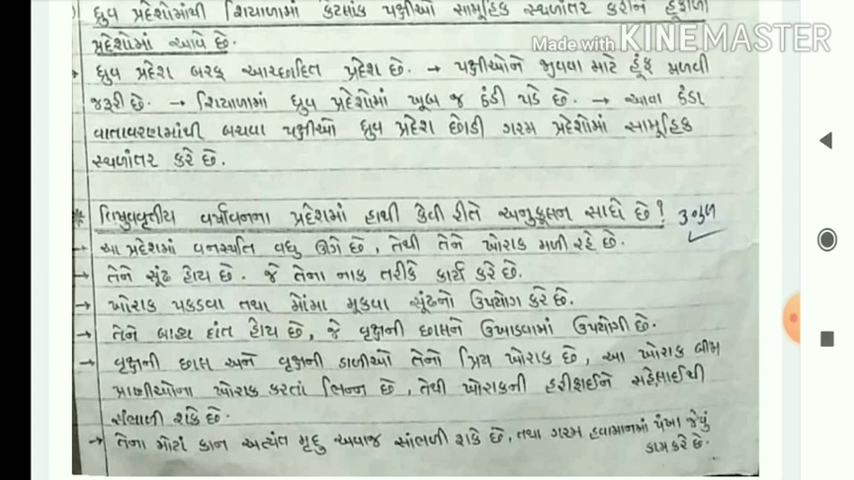 ધ્રુવ પ્રદેશોમાંથી શિયાળામાં કેટલાંક પક્ષીઓ સામૂહિક સ્થળાંતર કરીને હૂંફાળા
પ્રદેશોમાં આવે છે.
Made with KINEMASTER
ધ્રુવ પ્રદેશ બરફ આચ્છાદિત પ્રદેશ છે. → પક્ષીઓને જીવવા માટે હૂંફ મળવી
જરૂરી છે. → શિયાળામાં ધ્રુવ પ્રદેશોમાં ખૂબ જ ઠંડી પડે છે. → આવા ઠંડા
વાતાવરણમાંથી બચવા પક્ષીઓ ધ્રુવ પ્રદેશ છોડી ગરમ પ્રદેશોમાં સામૂહિક
સ્થળાંતર કરે છે.
* વિષુવવૃત્તીય વર્ષાવનના પ્રદેશમાં હાથી કેવી રીતે અનુકૂલન સાધે છે? ૩ ગુણ
→ આ પ્રદેશમાં વનસ્પતિ વધુ ઊગે છે, તેથી તેને ખોરાક મળી રહે છે.
→ તેને સૂંઢ હોય છે. જે તેના નાક તરીકે કાર્ય કરે છે.
→ ખોરાક પકડવા તથા મોંમા મૂકવા સૂંઢનો ઉપયોગ કરે છે.
→ તેને બાહ્ય દાંત હોય છે, જે વૃક્ષની છાલને ઉખાડવામાં ઉપયોગી છે.
→ વૃક્ષની છાલ અને વૃક્ષની ડાળીઓ તેનો પ્રિય ખોરાક છે, આ ખોરાક બીજા
પ્રાણીઓના ખોરાક કરતાં ભિન્ન છે, તેથી ખોરાકની હરીફાઈને સહેલાઈથી
સંભાળી શકે છે.
→ તેના મોટાં કાન અત્યંત મૃદુ અવાજ સાંભળી શકે છે, તથા ગરમ હવામાનમાં પંખા જેવું
કામ કરે છે.